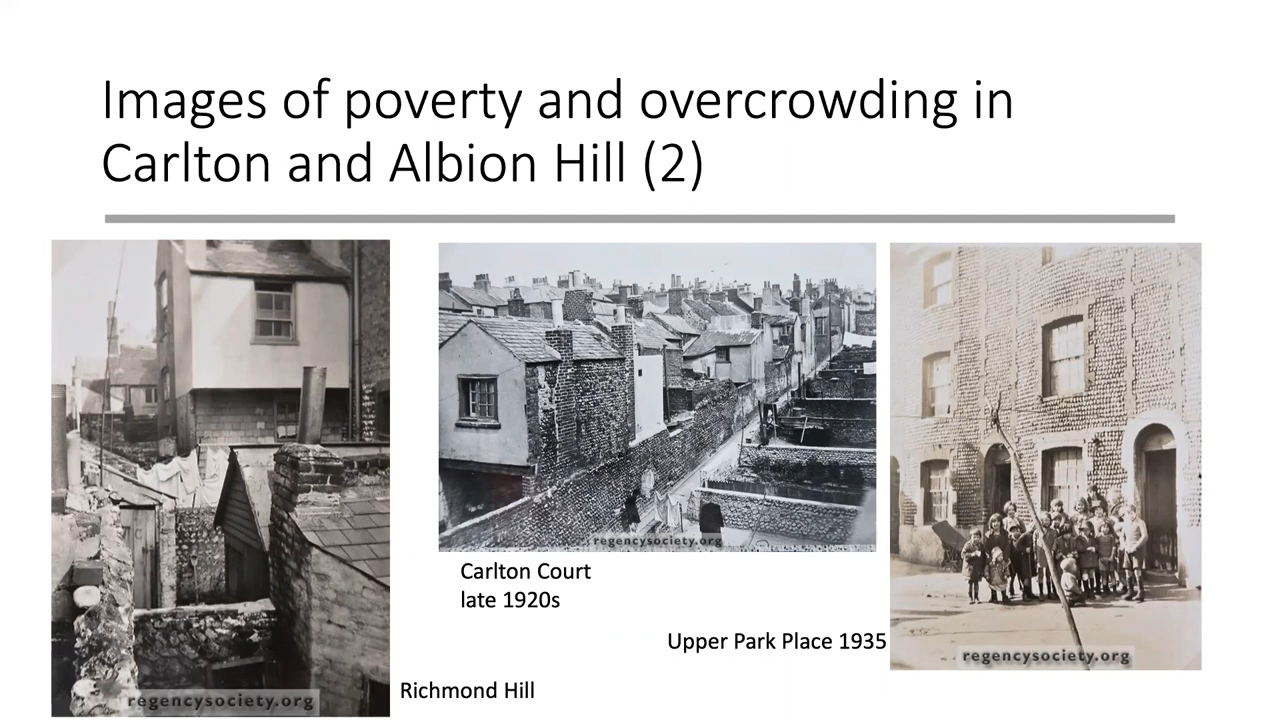 Images of poverty and overcrowding in
Carlton and Albion Hill (2)
regencysociety.org
Carlton Court
late 1920s
Upper Park Place 1935
regencysociety.org
Richmond Hill
regencysociety.org